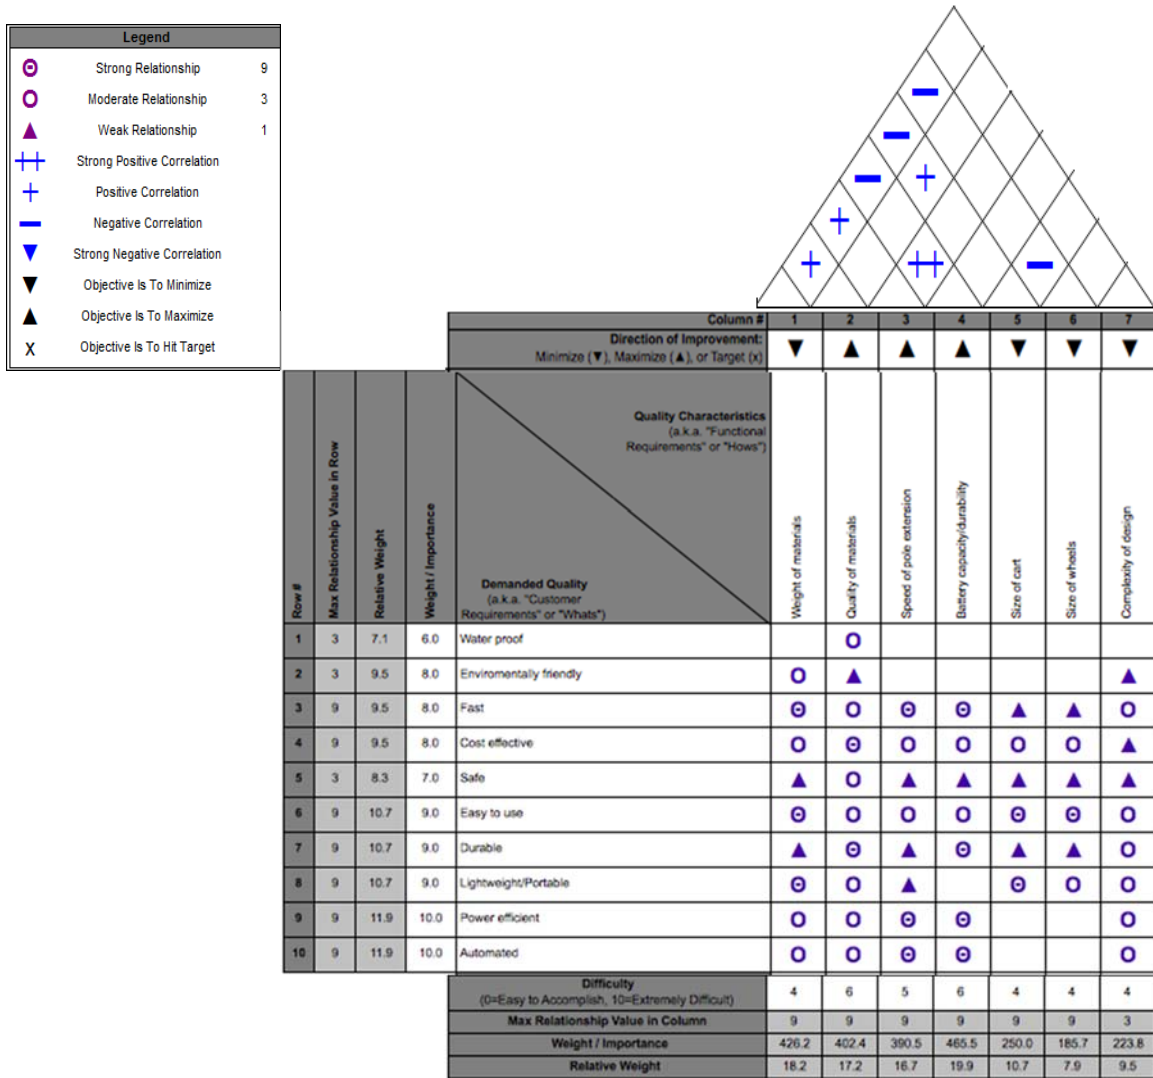 Legend
Strong Relationship 9
Moderate Relationship 3
Weak Relationship 1
Strong Positive Correlation
Positive Correlation
Negative Correlation
Strong Negative Correlation
Objective Is To Minimize
Objective Is To Maximize
X Objective Is To Hit Target
Column # 1 2 3 4 5 6 7
Direction of Improvement:
Minimize (▼), Maximize (▲), or Target (x) ▼ ▲ ▲ ▲ ▼ ▼ ▼
Row #
Max Relationship Value in Row
Relative Weight
Weight / Importance
Quality Characteristics
(a.k.a. "Functional
Requirements" or "Hows")
Demanded Quality
(a.k.a. "Customer
Requirements" or "Whats")
Weight of materials
Quality of materials
Speed of pole extension
Battery capacity/durability
Size of cart
Size of wheels
Complexity of design
1 3 7.1 6.0 Water proof
2 3 9.5 8.0 Enviromentally friendly
3 9 9.5 8.0 Fast
4 9 9.5 8.0 Cost effective
5 3 8.3 7.0 Safe
6 9 10.7 9.0 Easy to use
7 9 10.7 9.0 Durable
8 9 10.7 9.0 Lightweight/Portable
9 9 11.9 10.0 Power efficient
10 9 11.9 10.0 Automated
Difficulty
(0=Easy to Accomplish, 10=Extremely Difficult) 4 6 5 6 4 4 4
Max Relationship Value in Column 9 9 9 9 9 9 3
Weight / Importance 426.2 402.4 390.5 465.5 250.0 185.7 223.8
Relative Weight 18.2 17.2 16.7 19.9 10.7 7.9 9.5